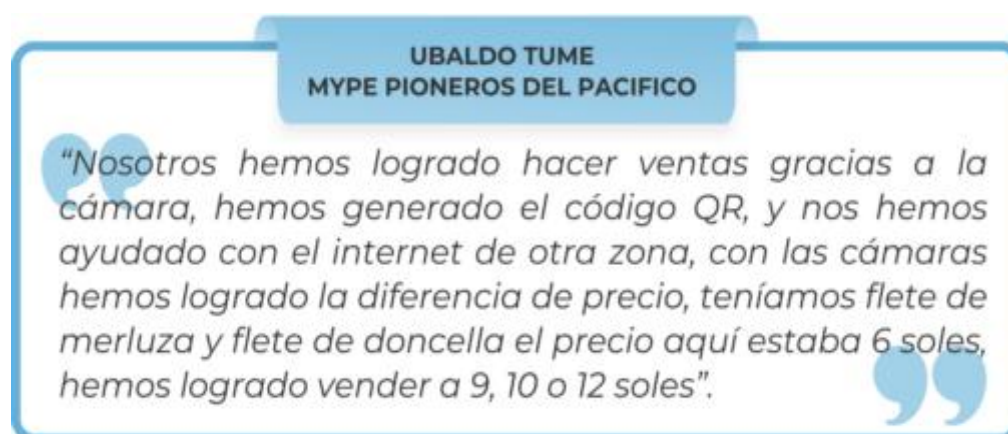 UBALDO TUME
MYPE PIONEROS DEL PACIFICO
“Nosotros hemos logrado hacer ventas gracias a la
cámara, hemos generado el código QR, y nos hemos
ayudado con el internet de otra zona, con las cámaras
hemos logrado la diferencia de precio, teníamos flete de
merluza y flete de doncella el precio aquí estaba 6 soles,
hemos logrado vender a 9, 10 o 12 soles”.